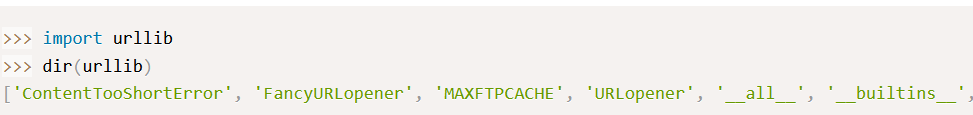 >>> import urllib
>>> dir(urllib)
['ContentTooShortError', 'FancyURLopener', 'MAXFTPCACHE', 'URLopener', '__all__', '__builtins__',